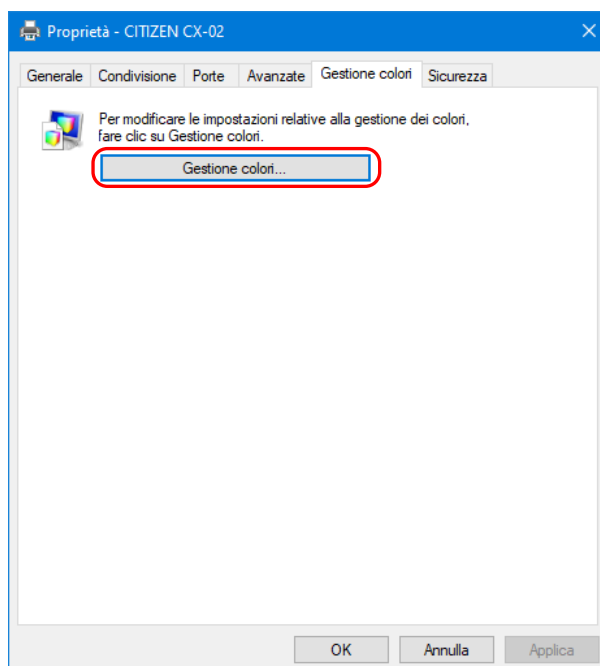 Proprietà - CITIZEN CX-02
Generale Condivisione Porte Avanzate Gestione colori Sicurezza
Per modificare le impostazioni relative alla gestione dei colori,
fare clic su Gestione colori.
Gestione colori...
OK Annulla Applica